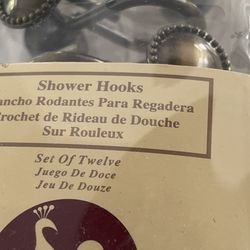 Shower Hooks
ancho Rodantes Para Regadera
rochet de Rideau de Douche
Sur Rouleux
Set Of Twelve
Juego De Doce
Jeu De Douze